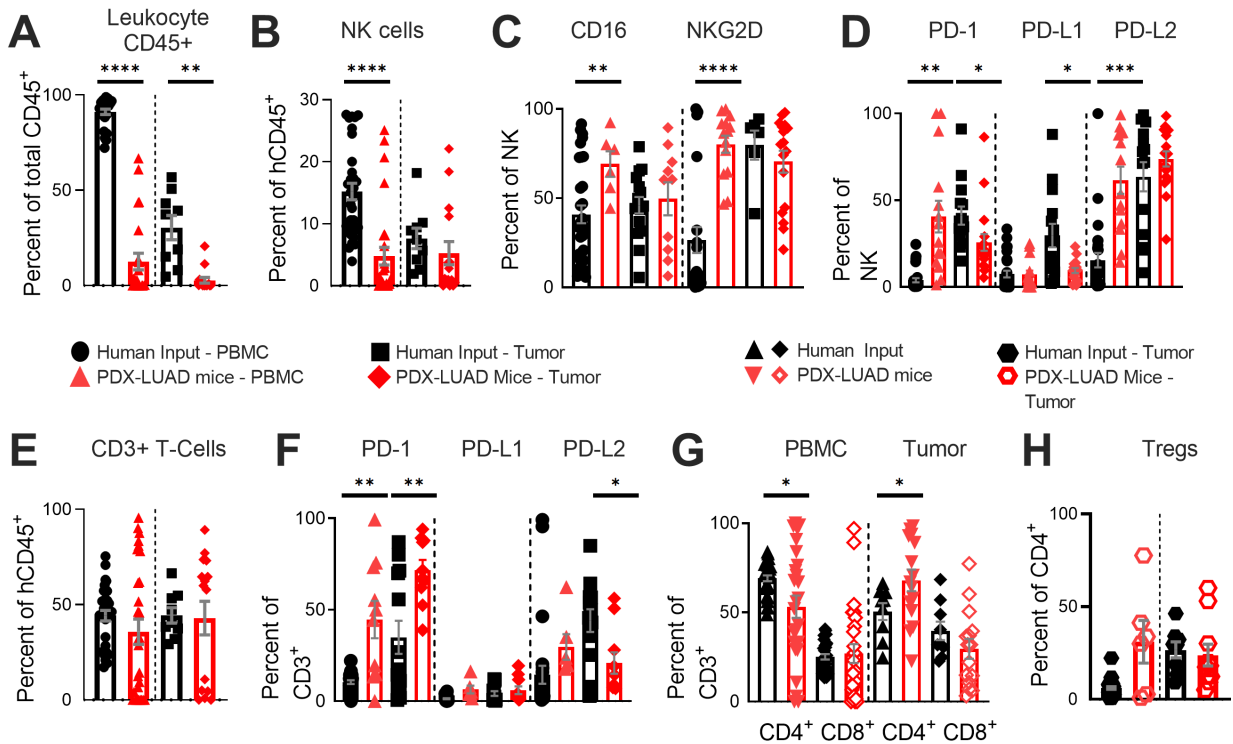 A
Leukocyte
CD45+
**** **
Percent of total CD45+
100
50
0
B
NK cells
****
Percent of hCD45+
30
20
10
0
C
CD16 NKG2D
** ****
Percent of NK
100
50
0
D
PD-1 PD-L1 PD-L2
** * * ***
Percent of
NK
100
50
0
Human Input - PBMC
PDX-LUAD mice - PBMC
Human Input - Tumor
PDX-LUAD Mice - Tumor
Human Input
PDX-LUAD mice
Human Input - Tumor
PDX-LUAD Mice -
Tumor
E
CD3+ T-Cells
Percent of hCD45+
100
50
0
F
PD-1 PD-L1 PD-L2
** ** *
Percent of
CD3+
100
50
0
G
PBMC Tumor
* *
Percent of
CD3+
100
50
0
CD4+ CD8+ CD4+ CD8+
H
Tregs
Percent of CD4+
100
50
0